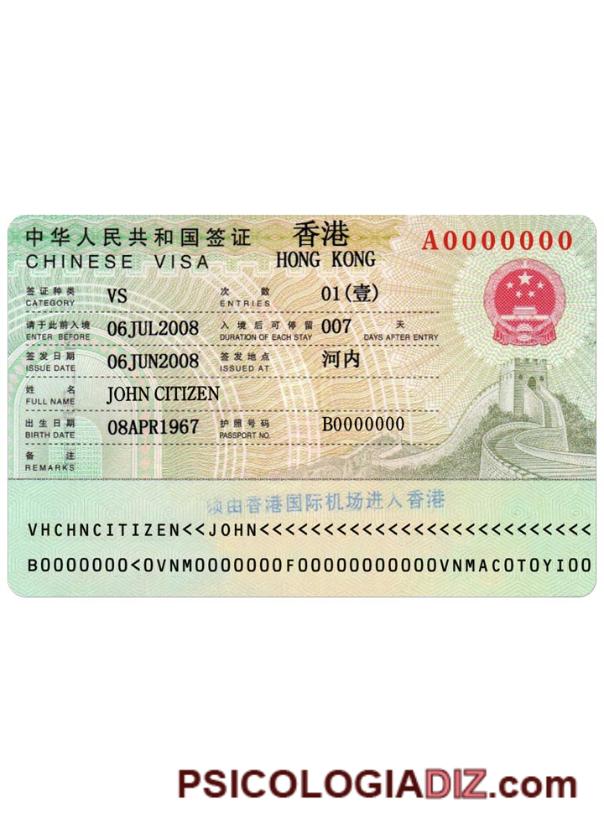 中华人民共和国签证 香港 A0000000
CHINESE VISA HONG KONG
签证种类 VS 次数 01(壹)
CATEGORY ENTRIES
请于此前入境 06JUL2008 入境后可停留 007 天
ENTER BEFORE DURATION OF EACH STAY DAYS AFTER ENTRY
签发日期 06JUN2008 签发地点 河内
ISSUE DATE ISSUED AT
姓名 JOHN CITIZEN
FULL NAME
出生日期 08APR1967 护照号码 B0000000
BIRTH DATE PASSPORT NO.
备注
REMARKS
须由香港国际机场进入香港
VHCHNCITIZEN<<JOHN<<<<<<<<<<<<<<<<<<<<<<<<<<
B0000000<0VNM0000000F00000000000VNMAC0T0YI00
PSICOLOGIADIZ.com